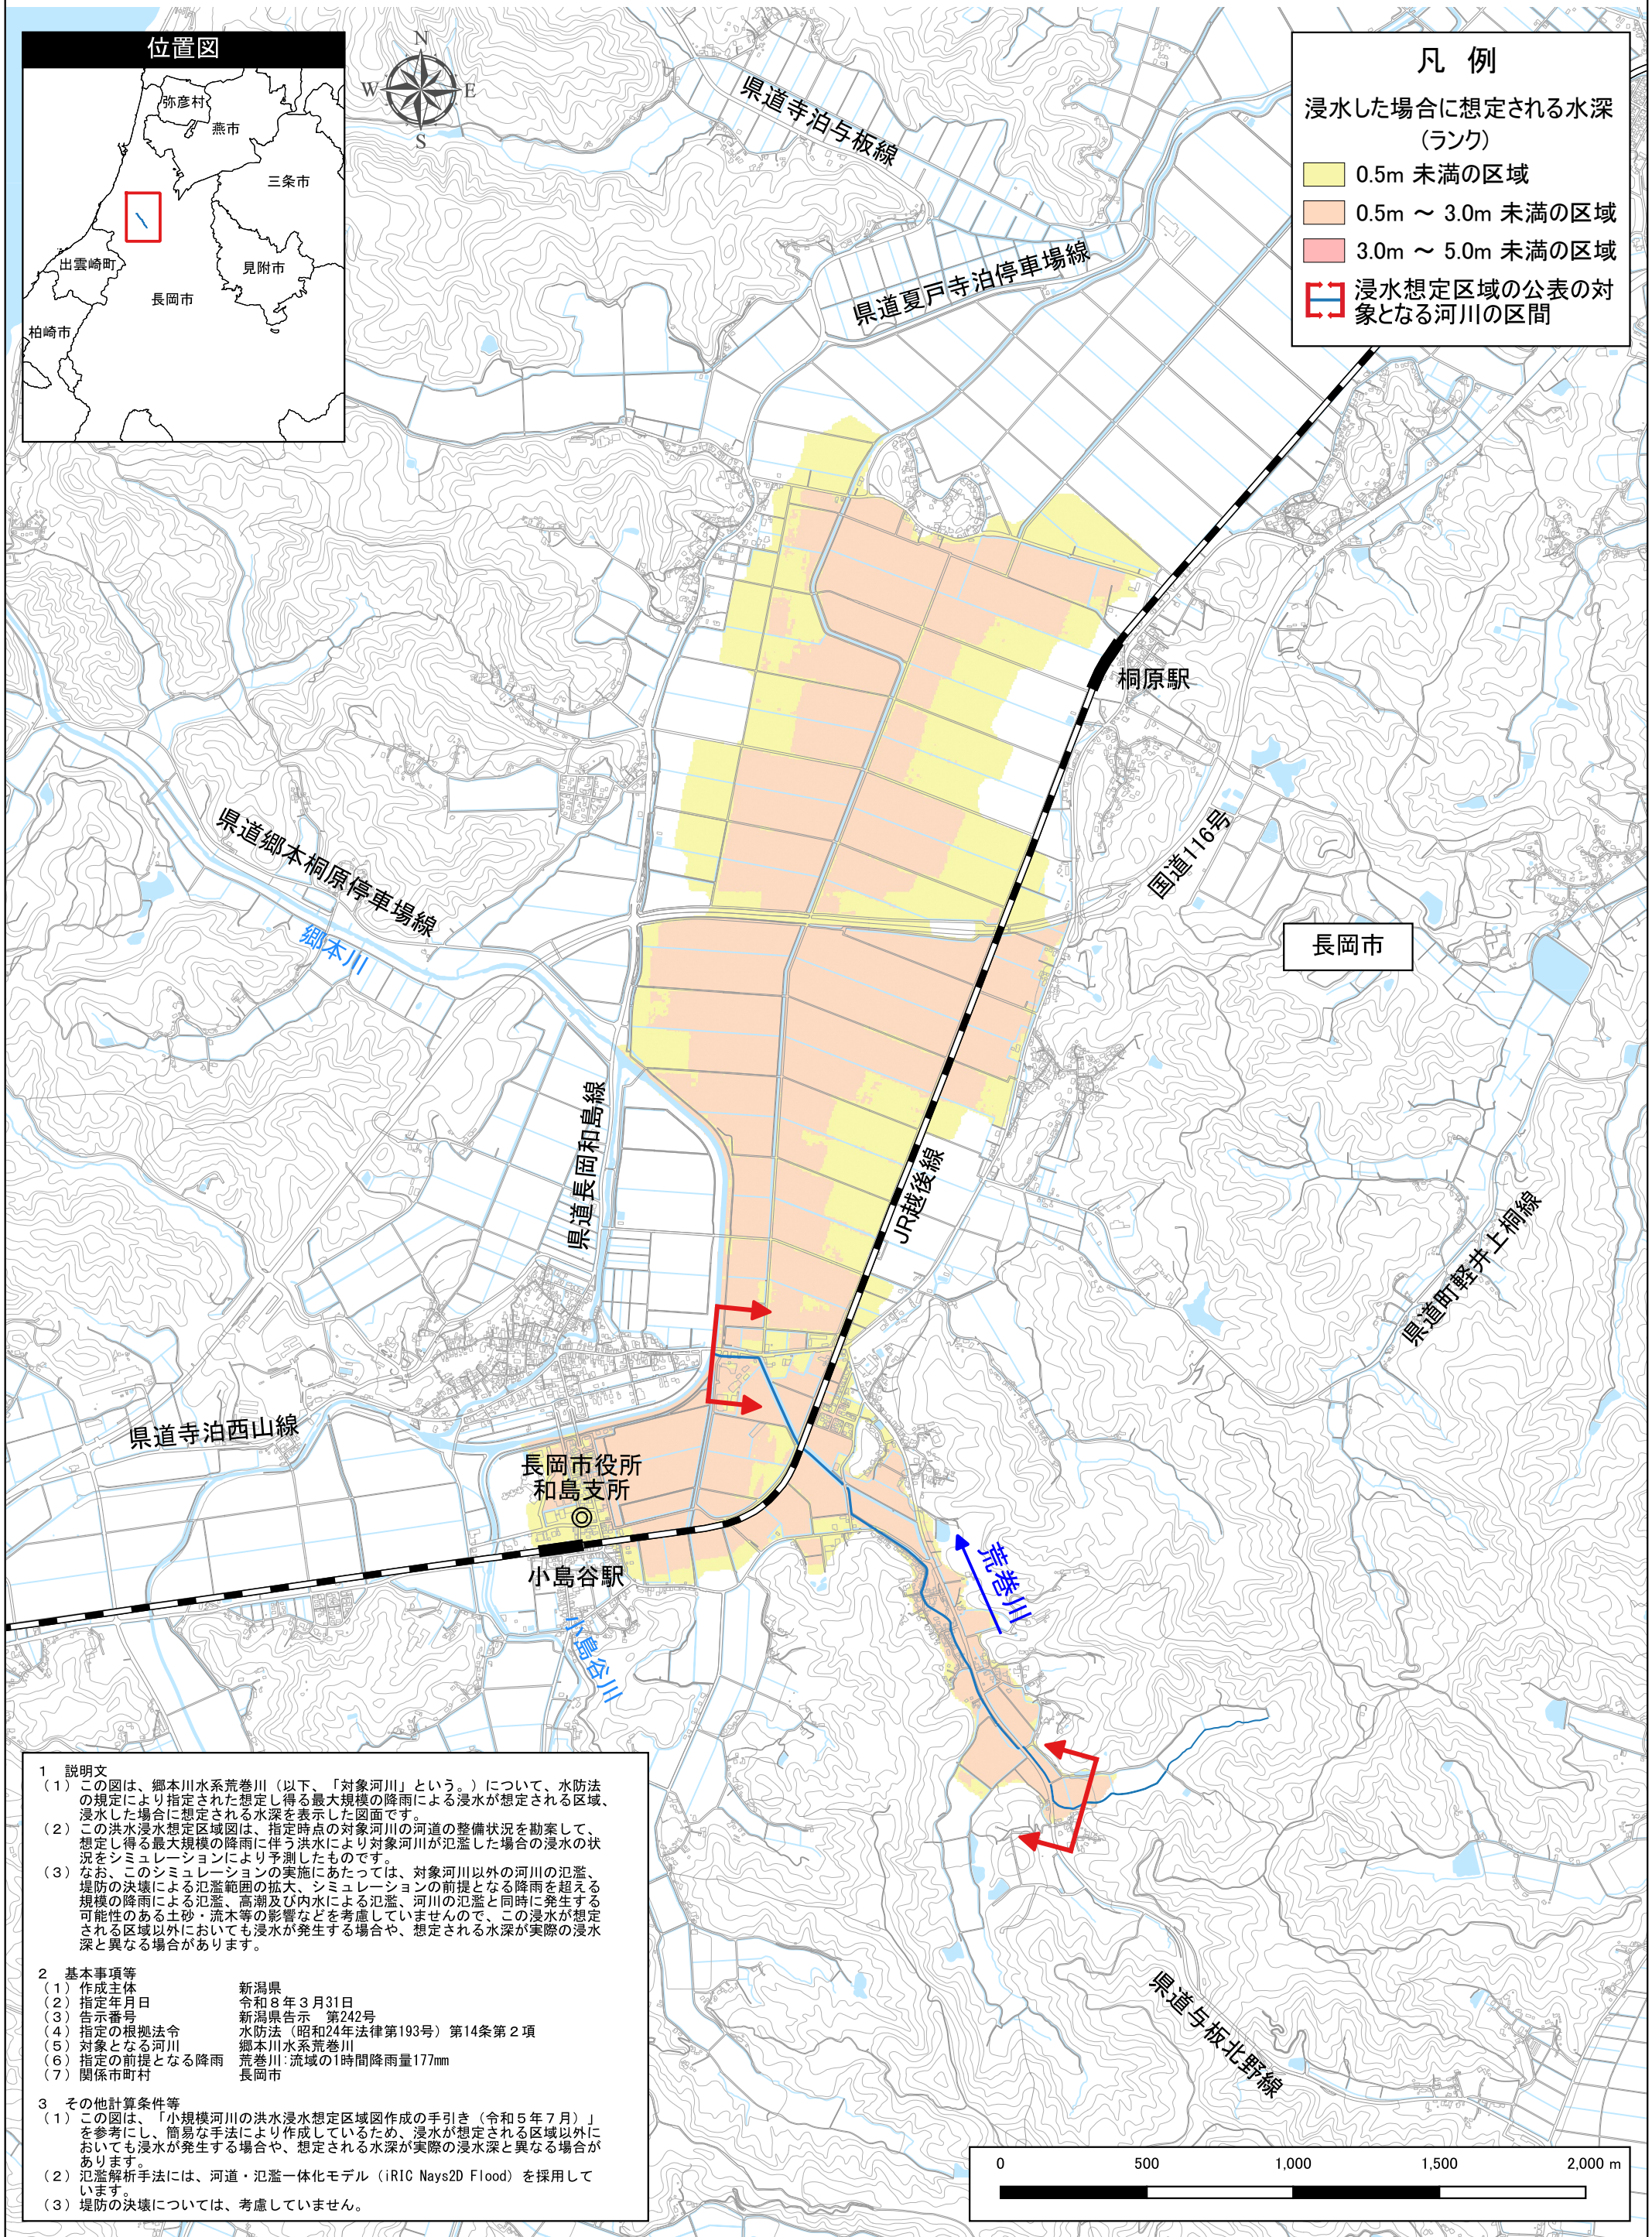 位置図
弥彦村
燕市
三条市
出雲崎町
見附市
長岡市
柏崎市
N
W
E
S
凡 例
浸水した場合に想定される水深
(ランク)
0.5m 未満の区域
0.5m ～ 3.0m 未満の区域
3.0m ～ 5.0m 未満の区域
浸水想定区域の公表の対
象となる河川の区間
県道寺泊与板線
県道夏戸寺泊停車場線
桐原駅
国道116号
県道郷本桐原停車場線
郷本川
長岡市
県道長岡和島線
JR越後線
県道町軽井上桐線
県道寺泊西山線
長岡市役所
和島支所
小島谷駅
荒巻川
小島谷川
県道与板北野線
1 説明文
（1）この図は、郷本川水系荒巻川（以下、「対象河川」という。）について、水防法
の規定により指定された想定し得る最大規模の降雨による浸水が想定される区域、
浸水した場合に想定される水深を表示した図面です。
（2）この洪水浸水想定区域図は、指定時点の対象河川の河道の整備状況を勘案して、
想定し得る最大規模の降雨に伴う洪水により対象河川が氾濫した場合の浸水の状
況をシミュレーションにより予測したものです。
（3）なお、このシミュレーションの実施にあたっては、対象河川以外の河川の氾濫、
堤防の決壊による氾濫範囲の拡大、シミュレーションの前提となる降雨を超える
規模の降雨による氾濫、高潮及び内水による氾濫、河川の氾濫と同時に発生する
可能性のある土砂・流木等の影響などを考慮していませんので、この浸水が想定
される区域以外においても浸水が発生する場合や、想定される水深が実際の浸水
深と異なる場合があります。
2 基本事項等
（1）作成主体 新潟県
（2）指定年月日 令和８年３月31日
（3）告示番号 新潟県告示 第242号
（4）指定の根拠法令 水防法（昭和24年法律第193号）第14条第２項
（5）対象となる河川 郷本川水系荒巻川
（6）指定の前提となる降雨 荒巻川:流域の1時間降雨量177mm
（7）関係市町村 長岡市
3 その他計算条件等
（1）この図は、「小規模河川の洪水浸水想定区域図作成の手引き（令和５年７月）」
を参考にし、簡易な手法により作成しているため、浸水が想定される区域以外に
おいても浸水が発生する場合や、想定される水深が実際の浸水深と異なる場合が
あります。
（2）氾濫解析手法には、河道・氾濫一体化モデル（iRIC Nays2D Flood）を採用して
います。
（3）堤防の決壊については、考慮していません。
0 500 1,000 1,500 2,000 m